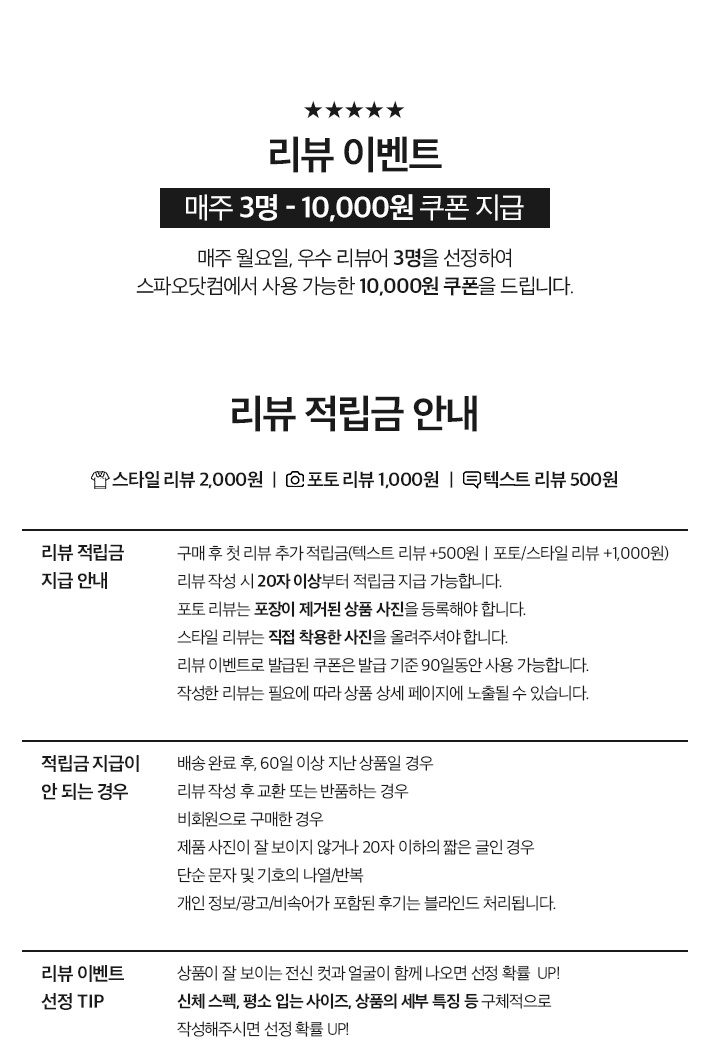 ★★★★★
리뷰 이벤트
매주 3명 - 10,000원 쿠폰 지급
매주 월요일, 우수 리뷰어 3명을 선정하여
스파오닷컴에서 사용 가능한 10,000원 쿠폰을 드립니다.
리뷰 적립금 안내
스타일 리뷰 2,000원 | 포토 리뷰 1,000원 | 텍스트 리뷰 500원
리뷰 적립금
지급 안내
구매 후 첫 리뷰 추가 적립금(텍스트 리뷰 +500원 | 포토/스타일 리뷰 +1,000원)
리뷰 작성 시 20자 이상부터 적립금 지급 가능합니다.
포토 리뷰는 포장이 제거된 상품 사진을 등록해야 합니다.
스타일 리뷰는 직접 착용한 사진을 올려주셔야 합니다.
리뷰 이벤트로 발급된 쿠폰은 발급 기준 90일동안 사용 가능합니다.
작성한 리뷰는 필요에 따라 상품 상세 페이지에 노출될 수 있습니다.
적립금 지급이
안 되는 경우
배송 완료 후, 60일 이상 지난 상품일 경우
리뷰 작성 후 교환 또는 반품하는 경우
비회원으로 구매한 경우
제품 사진이 잘 보이지 않거나 20자 이하의 짧은 글인 경우
단순 문자 및 기호의 나열/반복
개인 정보/광고/비속어가 포함된 후기는 블라인드 처리됩니다.
리뷰 이벤트
선정 TIP
상품이 잘 보이는 전신 컷과 얼굴이 함께 나오면 선정 확률 UP!
신체 스펙, 평소 입는 사이즈, 상품의 세부 특징 등 구체적으로
작성해주시면 선정 확률 UP!